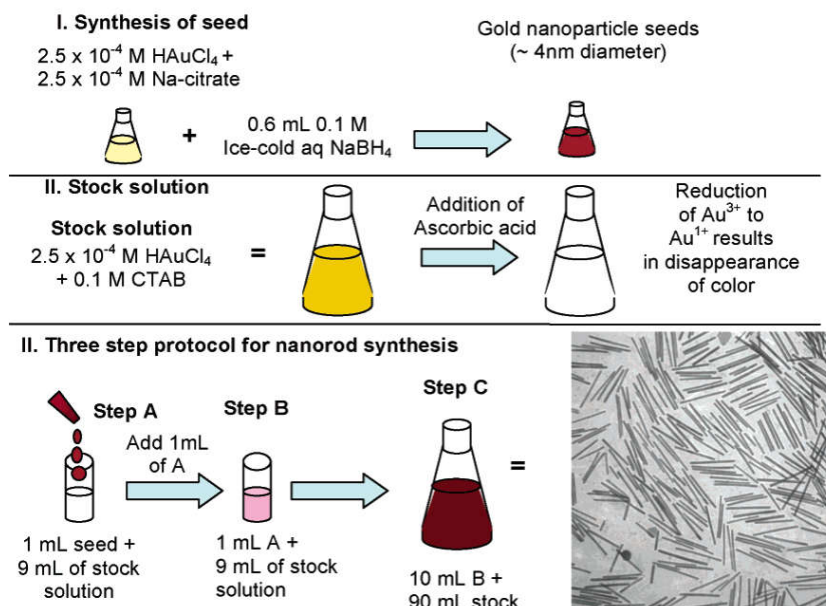 I. Synthesis of seed
2.5 x 10⁻⁴ M HAuCl₄ +
2.5 x 10⁻⁴ M Na-citrate
+
0.6 mL 0.1 M
Ice-cold aq NaBH₄
Gold nanoparticle seeds
(~ 4nm diameter)
II. Stock solution
Stock solution
2.5 x 10⁻⁴ M HAuCl₄
+ 0.1 M CTAB
=
Addition of
Ascorbic acid
Reduction
of Au³⁺ to
Au¹⁺ results
in disappearance
of color
II. Three step protocol for nanorod synthesis
Step A
1 mL seed +
9 mL of stock
solution
Add 1mL
of A
Step B
1 mL A +
9 mL of stock
solution
Step C
10 mL B +
90 mL stock
=